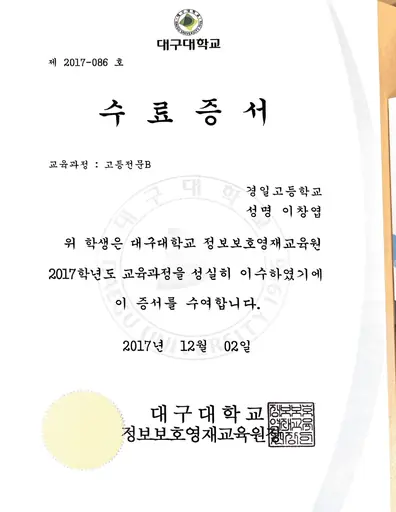 대구대학교
제 2017-086 호
수료증서
교육과정 : 고등전문B
경일고등학교
성명 이창엽
위 학생은 대구대학교 정보보호영재교육원
2017학년도 교육과정을 성실히 이수하였기에
이 증서를 수여합니다.
2017년 12월 02일
대구대학교
정보보호영재교육원장